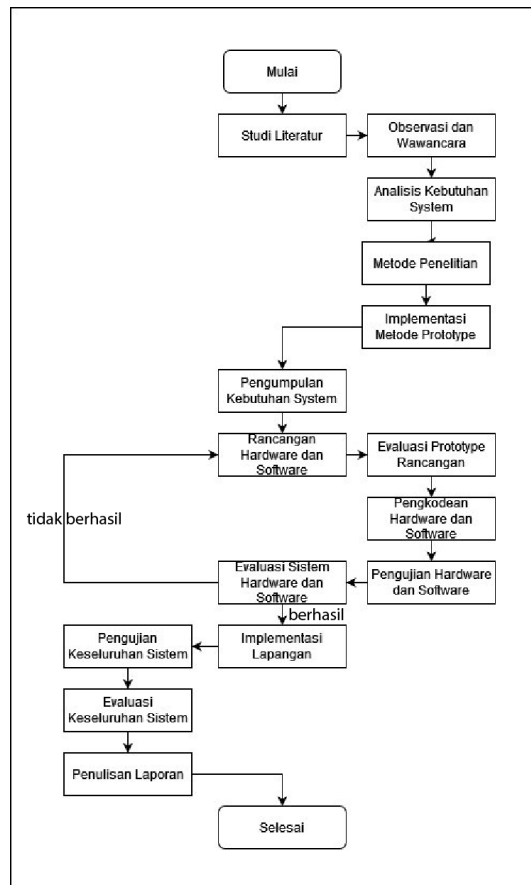 Mulai
Studi Literatur
Observasi dan
Wawancara
Analisis Kebutuhan
System
Metode Penelitian
Implementasi
Metode Prototype
Pengumpulan
Kebutuhan System
Rancangan
Hardware dan
Software
Evaluasi Prototype
Rancangan
Pengkodean
Hardware dan
Software
Pengujian Hardware
dan Software
Evaluasi Sistem
Hardware dan
Software
tidak berhasil
berhasil
Implementasi
Lapangan
Pengujian
Keseluruhan Sistem
Evaluasi
Keseluruhan Sistem
Penulisan Laporan
Selesai